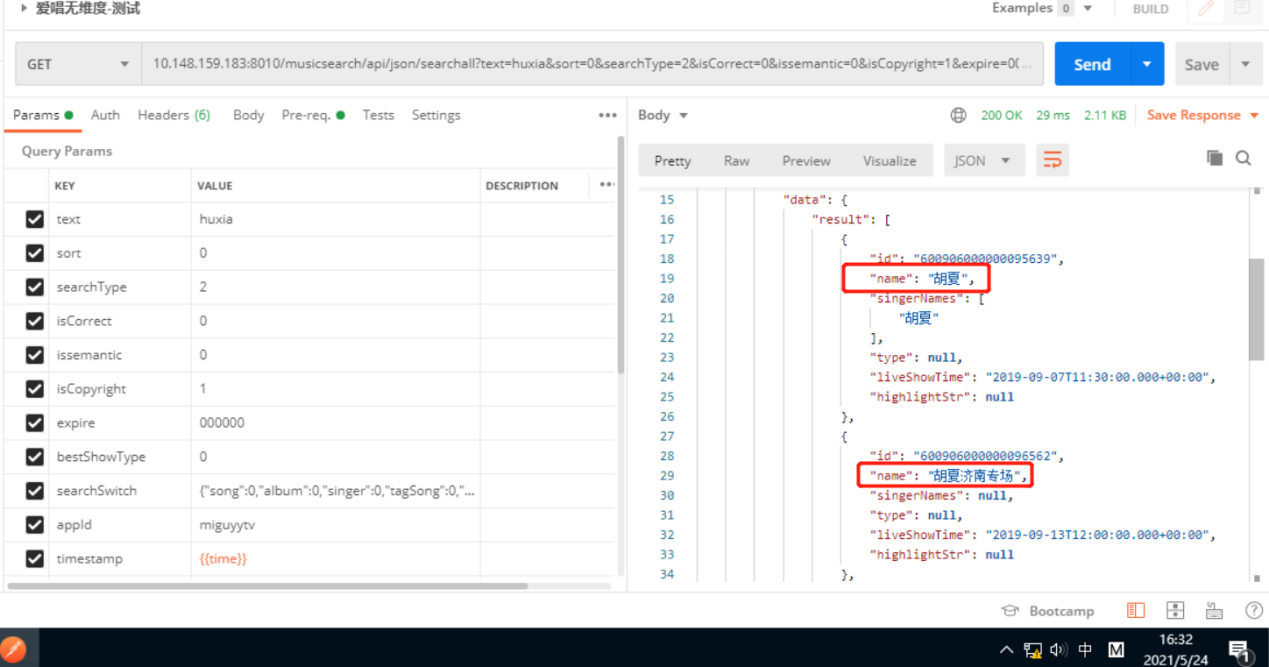 爱唱无维度-测试
Examples 0
BUILD
GET
10.148.159.183:8010/musicsearch/api/json/searchall?text=huxia&sort=0&searchType=2&isCorrect=0&issemantic=0&isCopyright=1&expire=00...
Send
Save
Params
Auth
Headers (6)
Body
Pre-req.
Tests
Settings
Body
200 OK
29 ms
2.11 KB
Save Response
Query Params
Pretty
Raw
Preview
Visualize
JSON
KEY
VALUE
DESCRIPTION
text
huxia
sort
0
searchType
2
isCorrect
0
issemantic
0
isCopyright
1
expire
000000
bestShowType
0
searchSwitch
{"song":0,"album":0,"singer":0,"tagSong":0,"...
appId
miguyytv
timestamp
{{time}}
15 "data": {
16 "result": [
17 {
18 "id": "600906000000095639",
19 "name": "胡夏",
20 "singerNames": [
21 "胡夏"
22 ],
23 "type": null,
24 "liveShowTime": "2019-09-07T11:30:00.000+00:00",
25 "highlightStr": null
26 },
27 {
28 "id": "600906000000096562",
29 "name": "胡夏济南专场",
30 "singerNames": null,
31 "type": null,
32 "liveShowTime": "2019-09-13T12:00:00.000+00:00",
33 "highlightStr": null
34 },
Bootcamp
中
M
16:32
2021/5/24
1